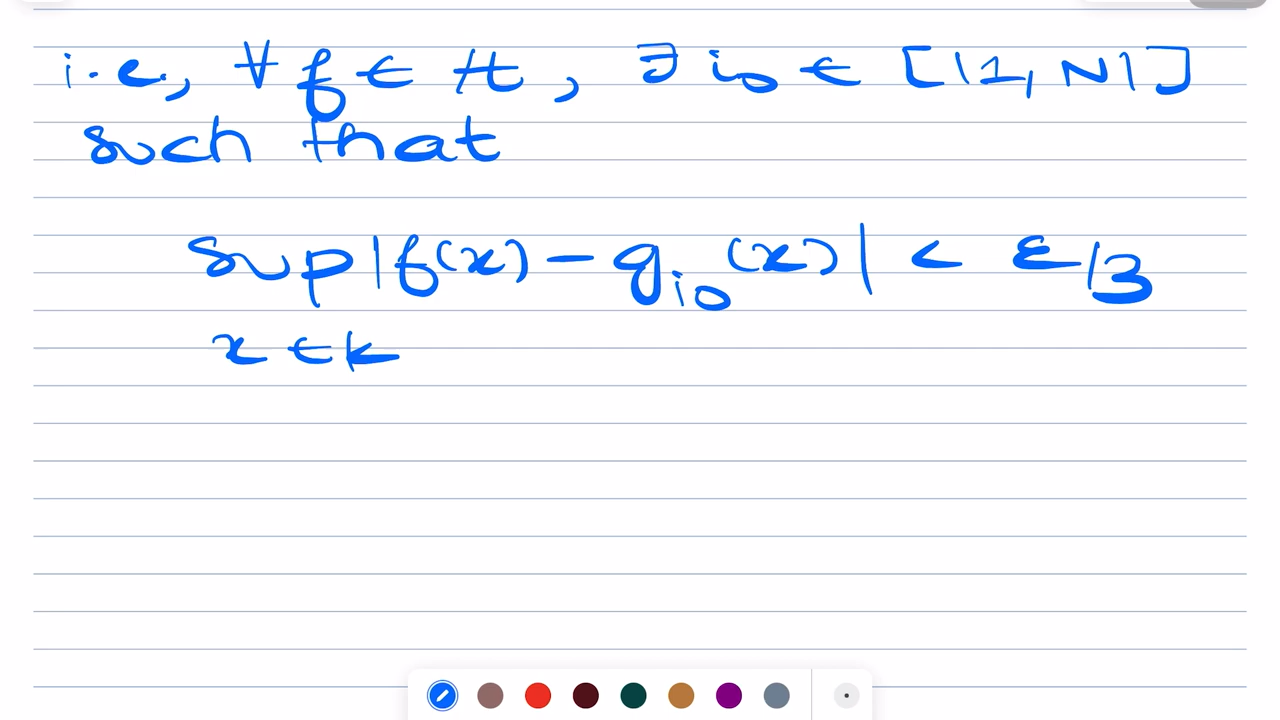 i.e., ∀ f ∈ H, ∃ i₀ ∈ [|1, N|]
such that
sup |f(x) - g_{i₀}(x)| < ε/3
x ∈ K